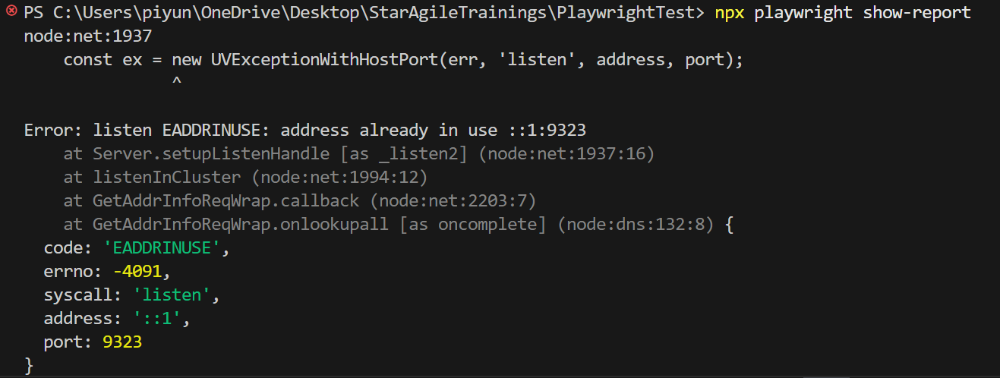 PS C:\Users\piyun\OneDrive\Desktop\StarAgileTrainings\PlaywrightTest> npx playwright show-report
node:net:1937
    const ex = new UVExceptionWithHostPort(err, 'listen', address, port);
               ^
Error: listen EADDRINUSE: address already in use ::1:9323
    at Server.setupListenHandle [as _listen2] (node:net:1937:16)
    at listenInCluster (node:net:1994:12)
    at GetAddrInfoReqWrap.callback (node:net:2203:7)
    at GetAddrInfoReqWrap.onlookupall [as oncomplete] (node:dns:132:8) {
  code: 'EADDRINUSE',
  errno: -4091,
  syscall: 'listen',
  address: '::1',
  port: 9323
}